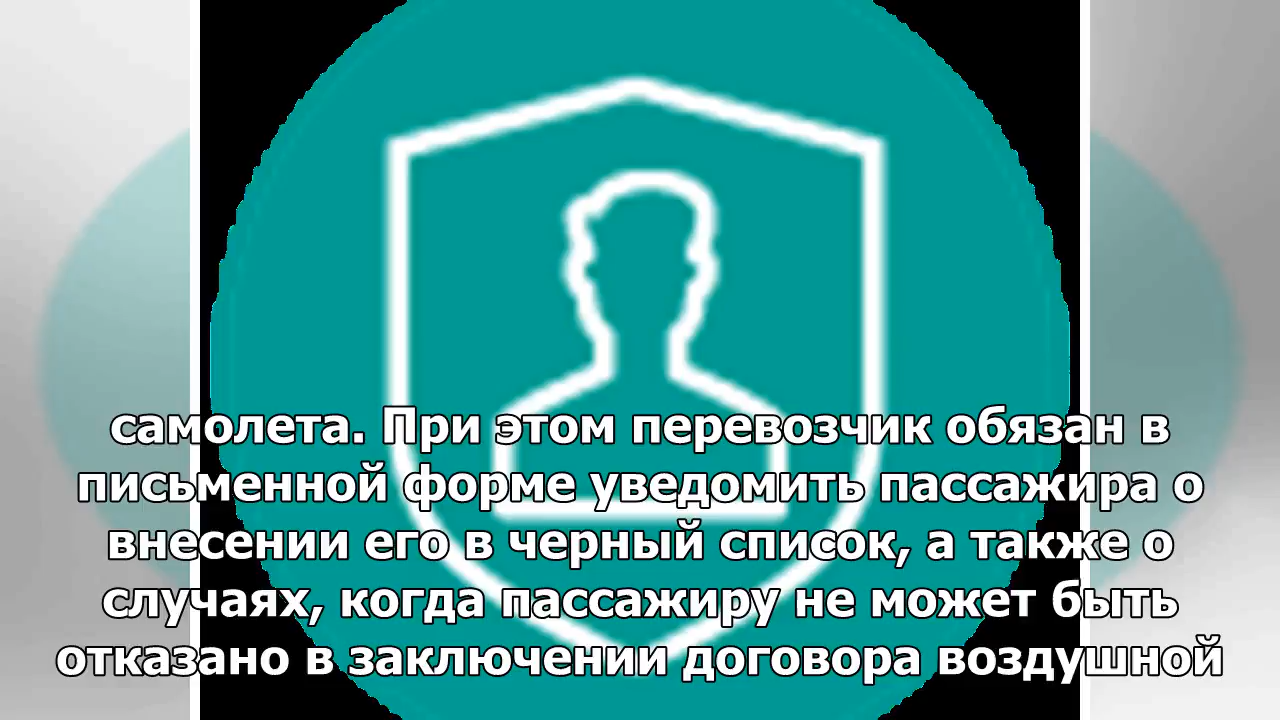 самолета. При этом перевозчик обязан в
письменной форме уведомить пассажира о
внесении его в черный список, а также о
случаях, когда пассажиру не может быть
отказано в заключении договора воздушной